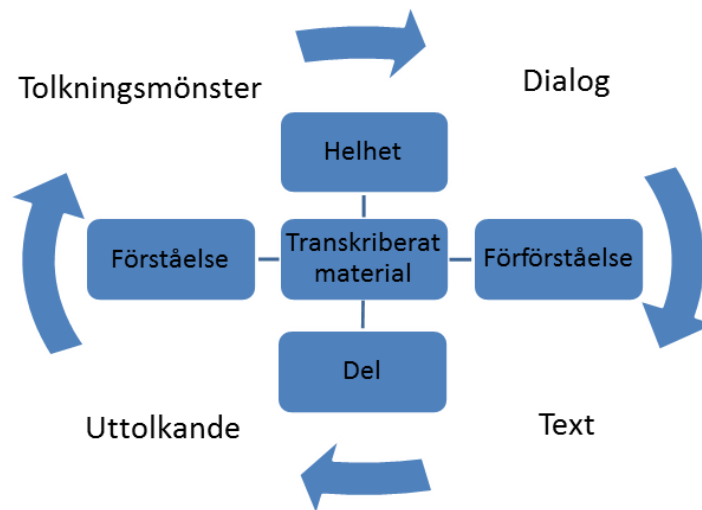 Tolkningsmönster
Dialog
Helhet
Förståelse
Transkriberat
material
Förförståelse
Del
Uttolkande
Text